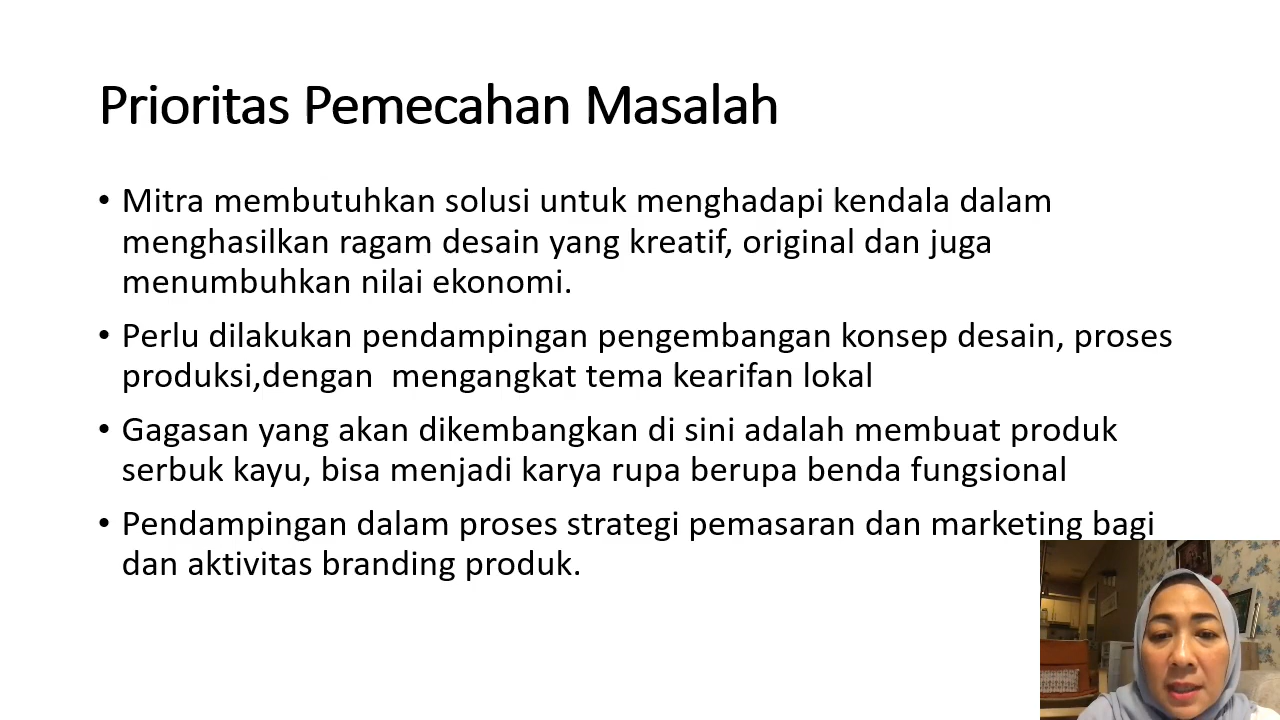 Prioritas Pemecahan Masalah
• Mitra membutuhkan solusi untuk menghadapi kendala dalam
menghasilkan ragam desain yang kreatif, original dan juga
menumbuhkan nilai ekonomi.
• Perlu dilakukan pendampingan pengembangan konsep desain, proses
produksi,dengan  mengangkat tema kearifan lokal
• Gagasan yang akan dikembangkan di sini adalah membuat produk
serbuk kayu, bisa menjadi karya rupa berupa benda fungsional
• Pendampingan dalam proses strategi pemasaran dan marketing bagi
dan aktivitas branding produk.